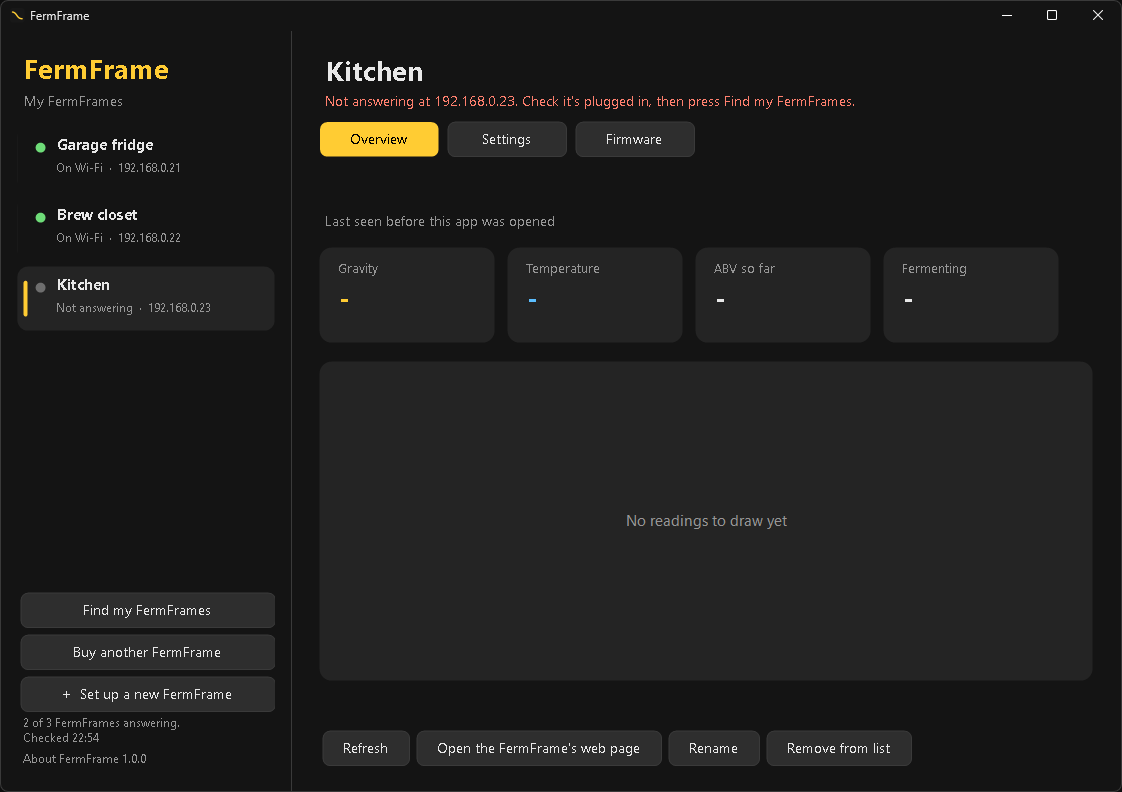 FermFrame
FermFrame
My FermFrames
Garage fridge
On Wi-Fi · 192.168.0.21
Brew closet
On Wi-Fi · 192.168.0.22
Kitchen
Not answering · 192.168.0.23
Find my FermFrames
Buy another FermFrame
+ Set up a new FermFrame
2 of 3 FermFrames answering.
Checked 22:54
About FermFrame 1.0.0
Kitchen
Not answering at 192.168.0.23. Check it's plugged in, then press Find my FermFrames.
Overview Settings Firmware
Last seen before this app was opened
Gravity Temperature ABV so far Fermenting
- - - -
No readings to draw yet
Refresh Open the FermFrame's web page Rename Remove from list